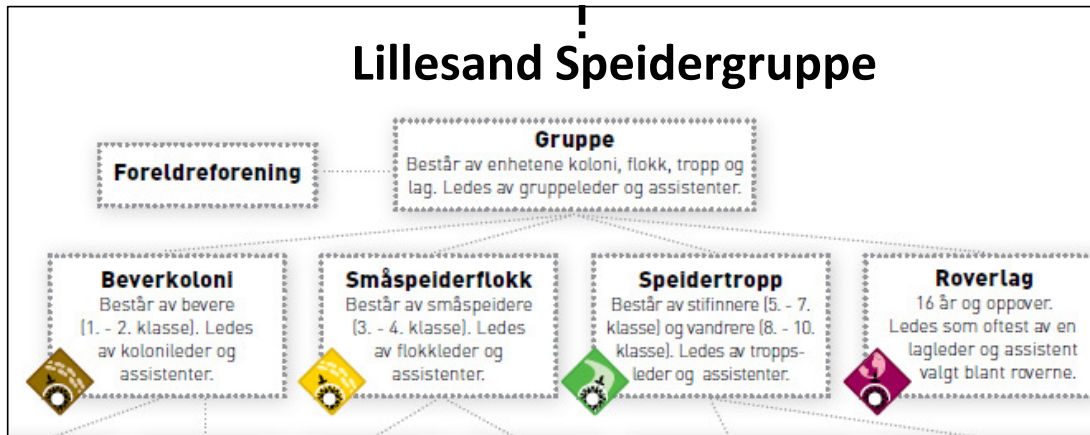 Lillesand Speidergruppe
Gruppe
Består av enhetene koloni, flokk, tropp og
lag. Ledes av gruppeleder og assistenter.
Foreldreforening
Beverkoloni
Består av bevere
(1. - 2. klasse). Ledes
av kolonileder og
assistenter.
Småspeiderflokk
Består av småspeidere
(3. - 4. klasse). Ledes
av flokkleder og
assistenter.
Speidertropp
Består av stifinnere (5. - 7.
klasse) og vandrere (8. - 10.
klasse). Ledes av tropps-
leder og assistenter.
Roverlag
16 år og oppover.
Ledes som oftest av en
lagleder og assistent
valgt blant roverne.